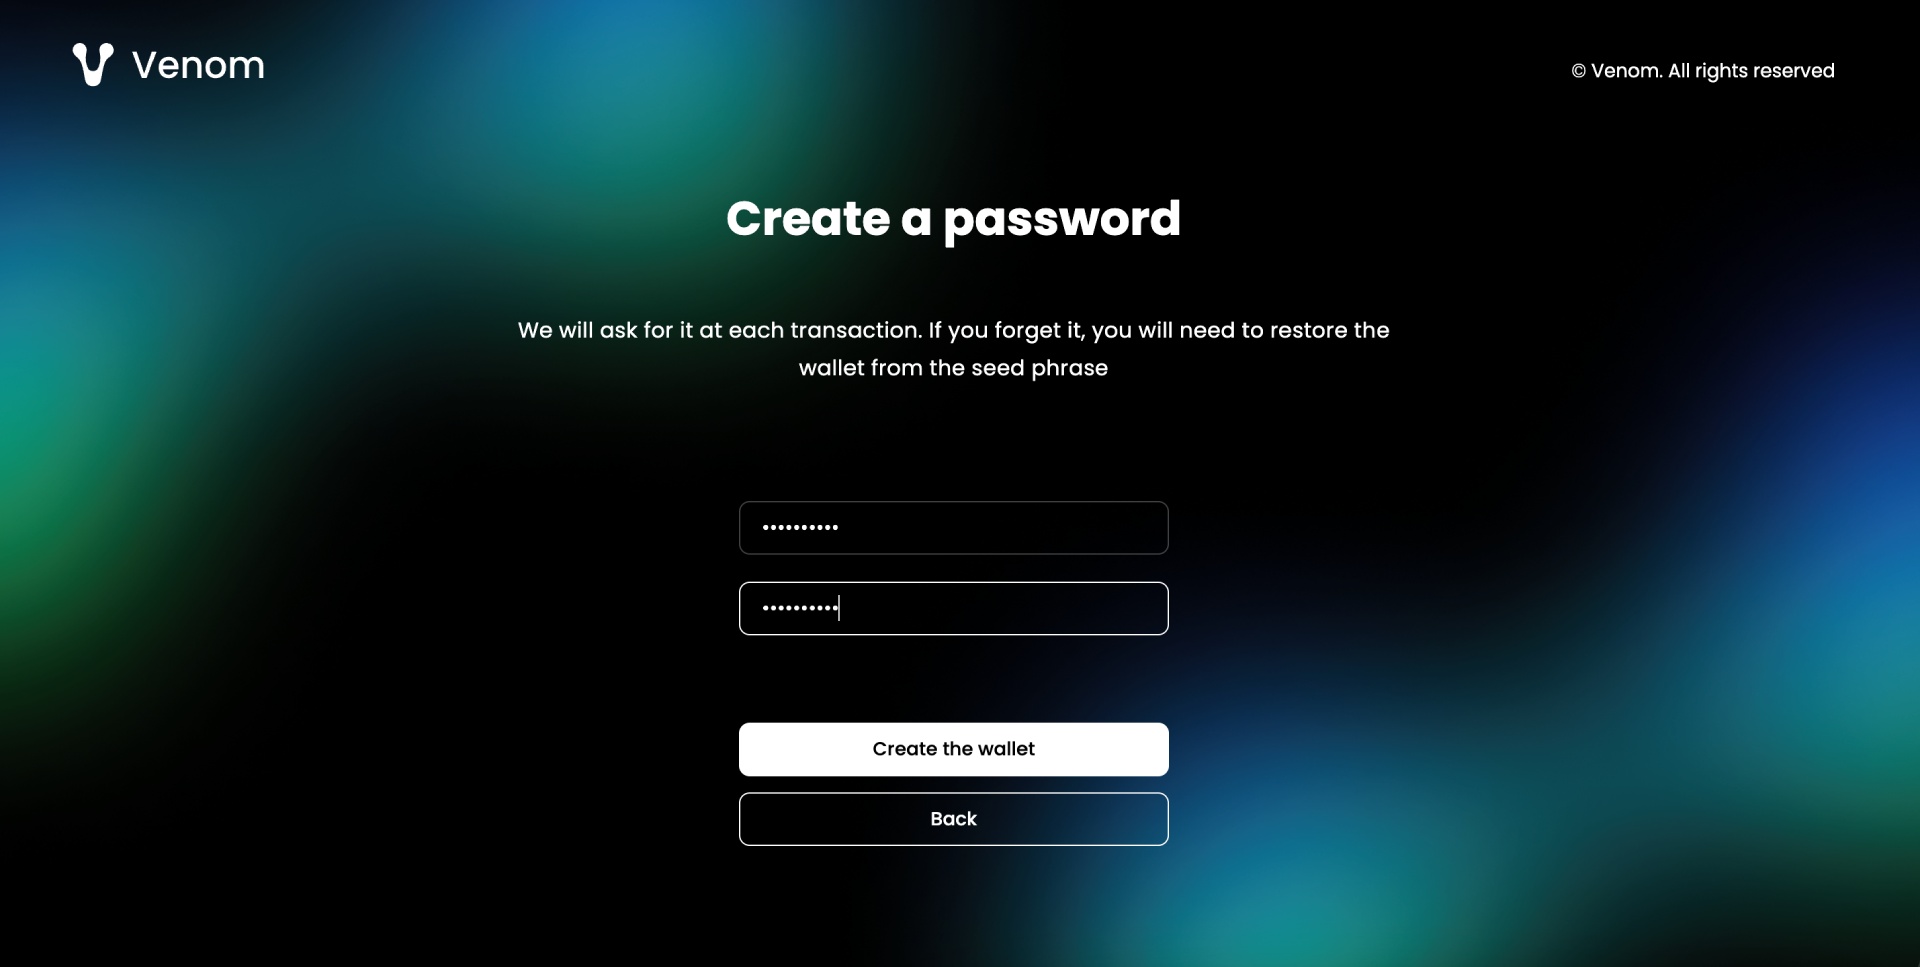 Venom
© Venom. All rights reserved
Create a password
We will ask for it at each transaction. If you forget it, you will need to restore the
wallet from the seed phrase
••••••••••
••••••••••
Create the wallet
Back